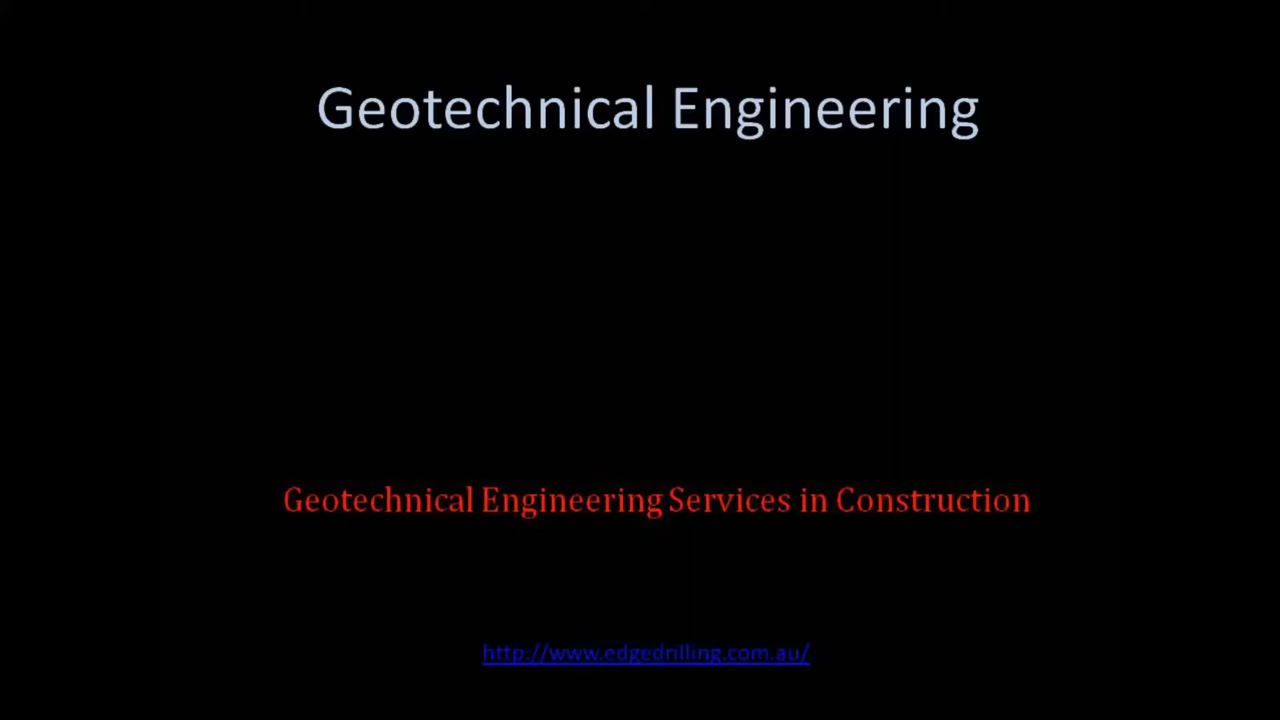 Geotechnical Engineering
Geotechnical Engineering Services in Construction
http://www.edgedrilling.com.au/